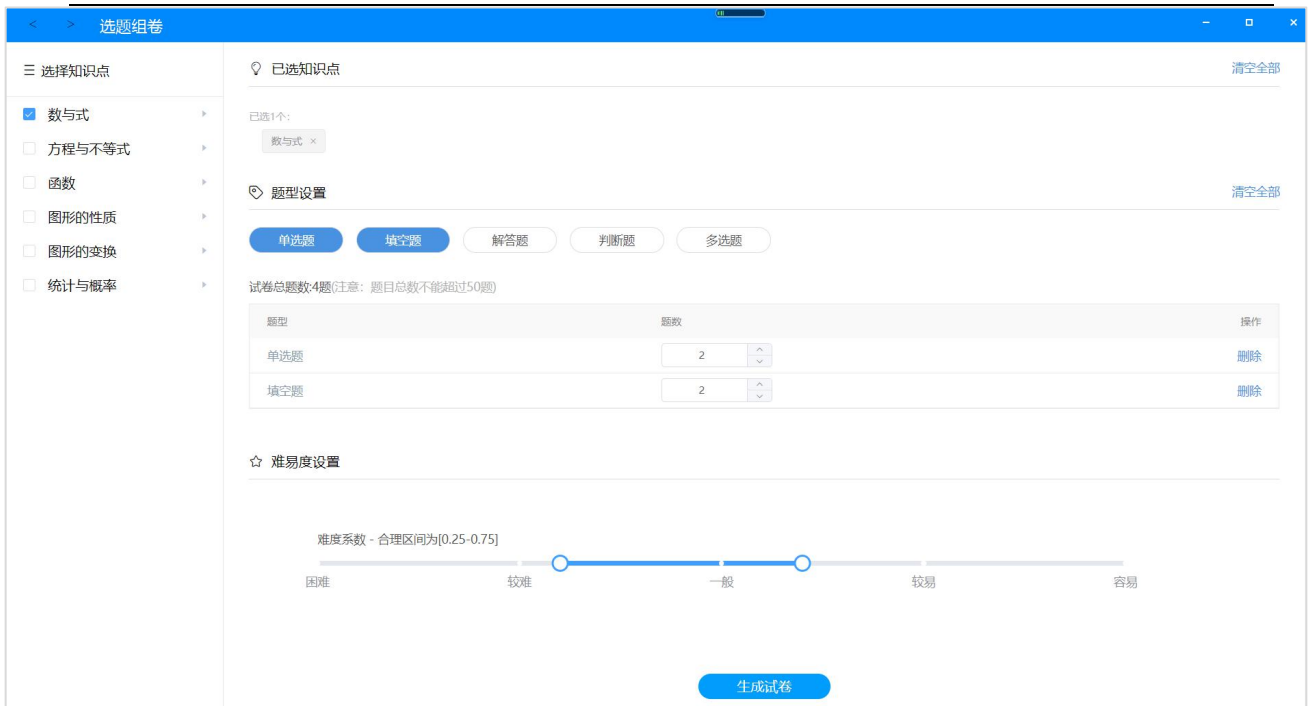 选题组卷
选择知识点
数与式
方程与不等式
函数
图形的性质
图形的变换
统计与概率
已选知识点 清空全部
已选1个:
数与式 ×
题型设置 清空全部
单选题 填空题 解答题 判断题 多选题
试卷总题数:4题(注意：题目总数不能超过50题)
题型 题数 操作
单选题 2 删除
填空题 2 删除
难易度设置
难度系数 - 合理区间为[0.25-0.75]
困难 较难 一般 较易 容易
生成试卷